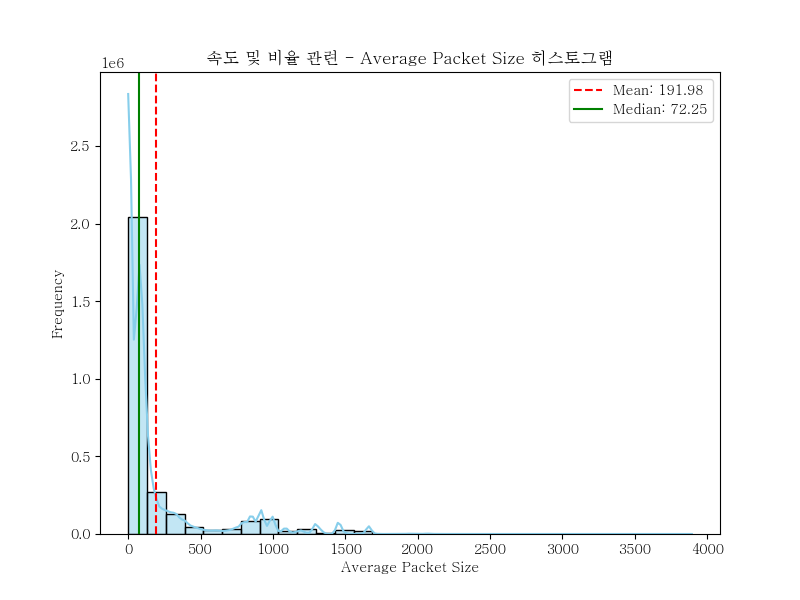 속도 및 비율 관련 - Average Packet Size 히스토그램
1e6
Mean: 191.98
Median: 72.25
2.5
2.0
1.5
1.0
0.5
0.0
Frequency
0 500 1000 1500 2000 2500 3000 3500 4000
Average Packet Size